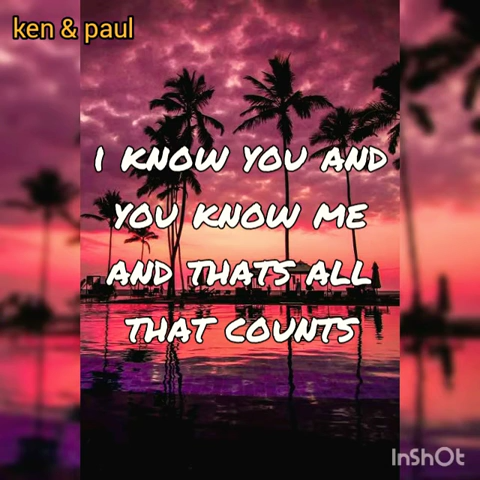 ken & paul
I KNOW YOU AND
YOU KNOW ME
AND THATS ALL
THAT COUNTS
InShOt